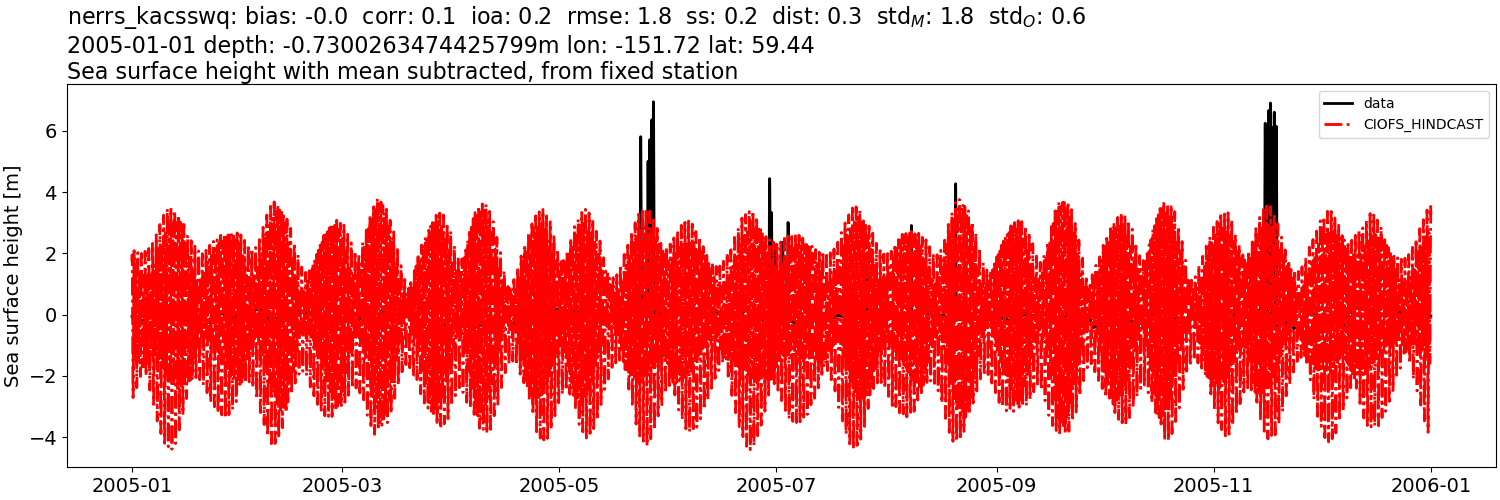 nerrs_kacsswq: bias: -0.0 corr: 0.1 ioa: 0.2 rmse: 1.8 ss: 0.2 dist: 0.3 std_M: 1.8 std_O: 0.6
2005-01-01 depth: -0.7300263474425799m lon: -151.72 lat: 59.44
Sea surface height with mean subtracted, from fixed station
data
CIOFS_HINDCAST
Sea surface height [m]
6
4
2
0
−2
−4
2005-01
2005-03
2005-05
2005-07
2005-09
2005-11
2006-01